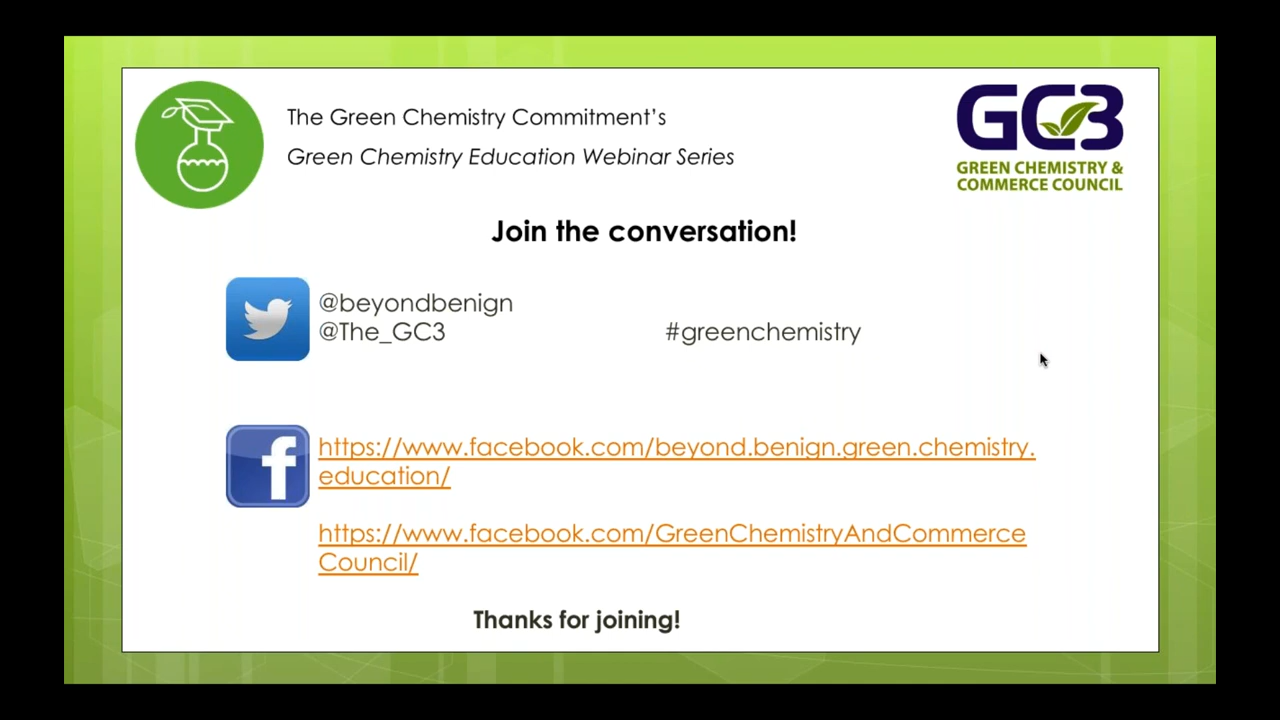 The Green Chemistry Commitment's
Green Chemistry Education Webinar Series
GC3
GREEN CHEMISTRY &
COMMERCE COUNCIL
Join the conversation!
@beyondbenign
@The_GC3 #greenchemistry
https://www.facebook.com/beyond.benign.green.chemistry.
education/
https://www.facebook.com/GreenChemistryAndCommerce
Council/
Thanks for joining!